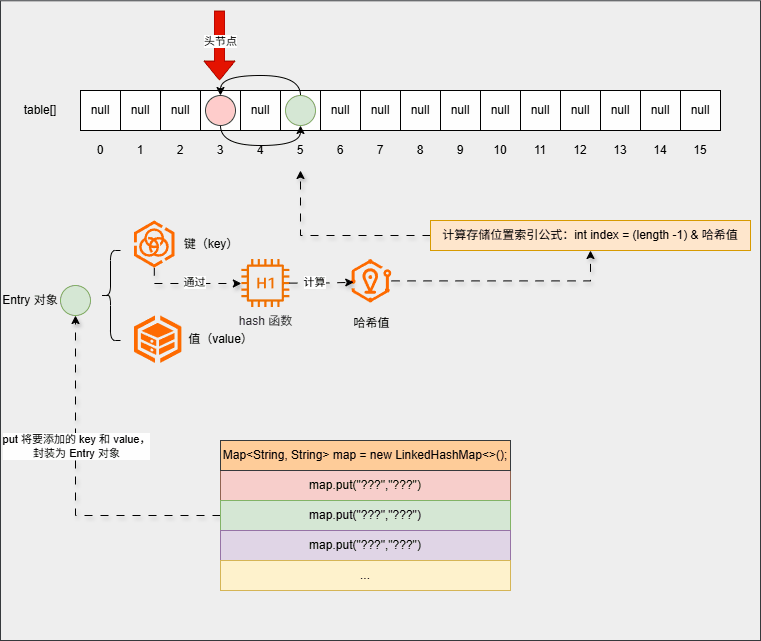 头节点
table[]
null null null null null null null null null null null null null null
0 1 2 3 4 5 6 7 8 9 10 11 12 13 14 15
计算存储位置索引公式：int index = (length -1) & 哈希值
键（key）
通过
H1
计算
Entry 对象
hash 函数
哈希值
值（value）
put 将要添加的 key 和 value，
封装为 Entry 对象
Map<String, String> map = new LinkedHashMap<>();
map.put("???","???")
map.put("???","???")
map.put("???","???")
...